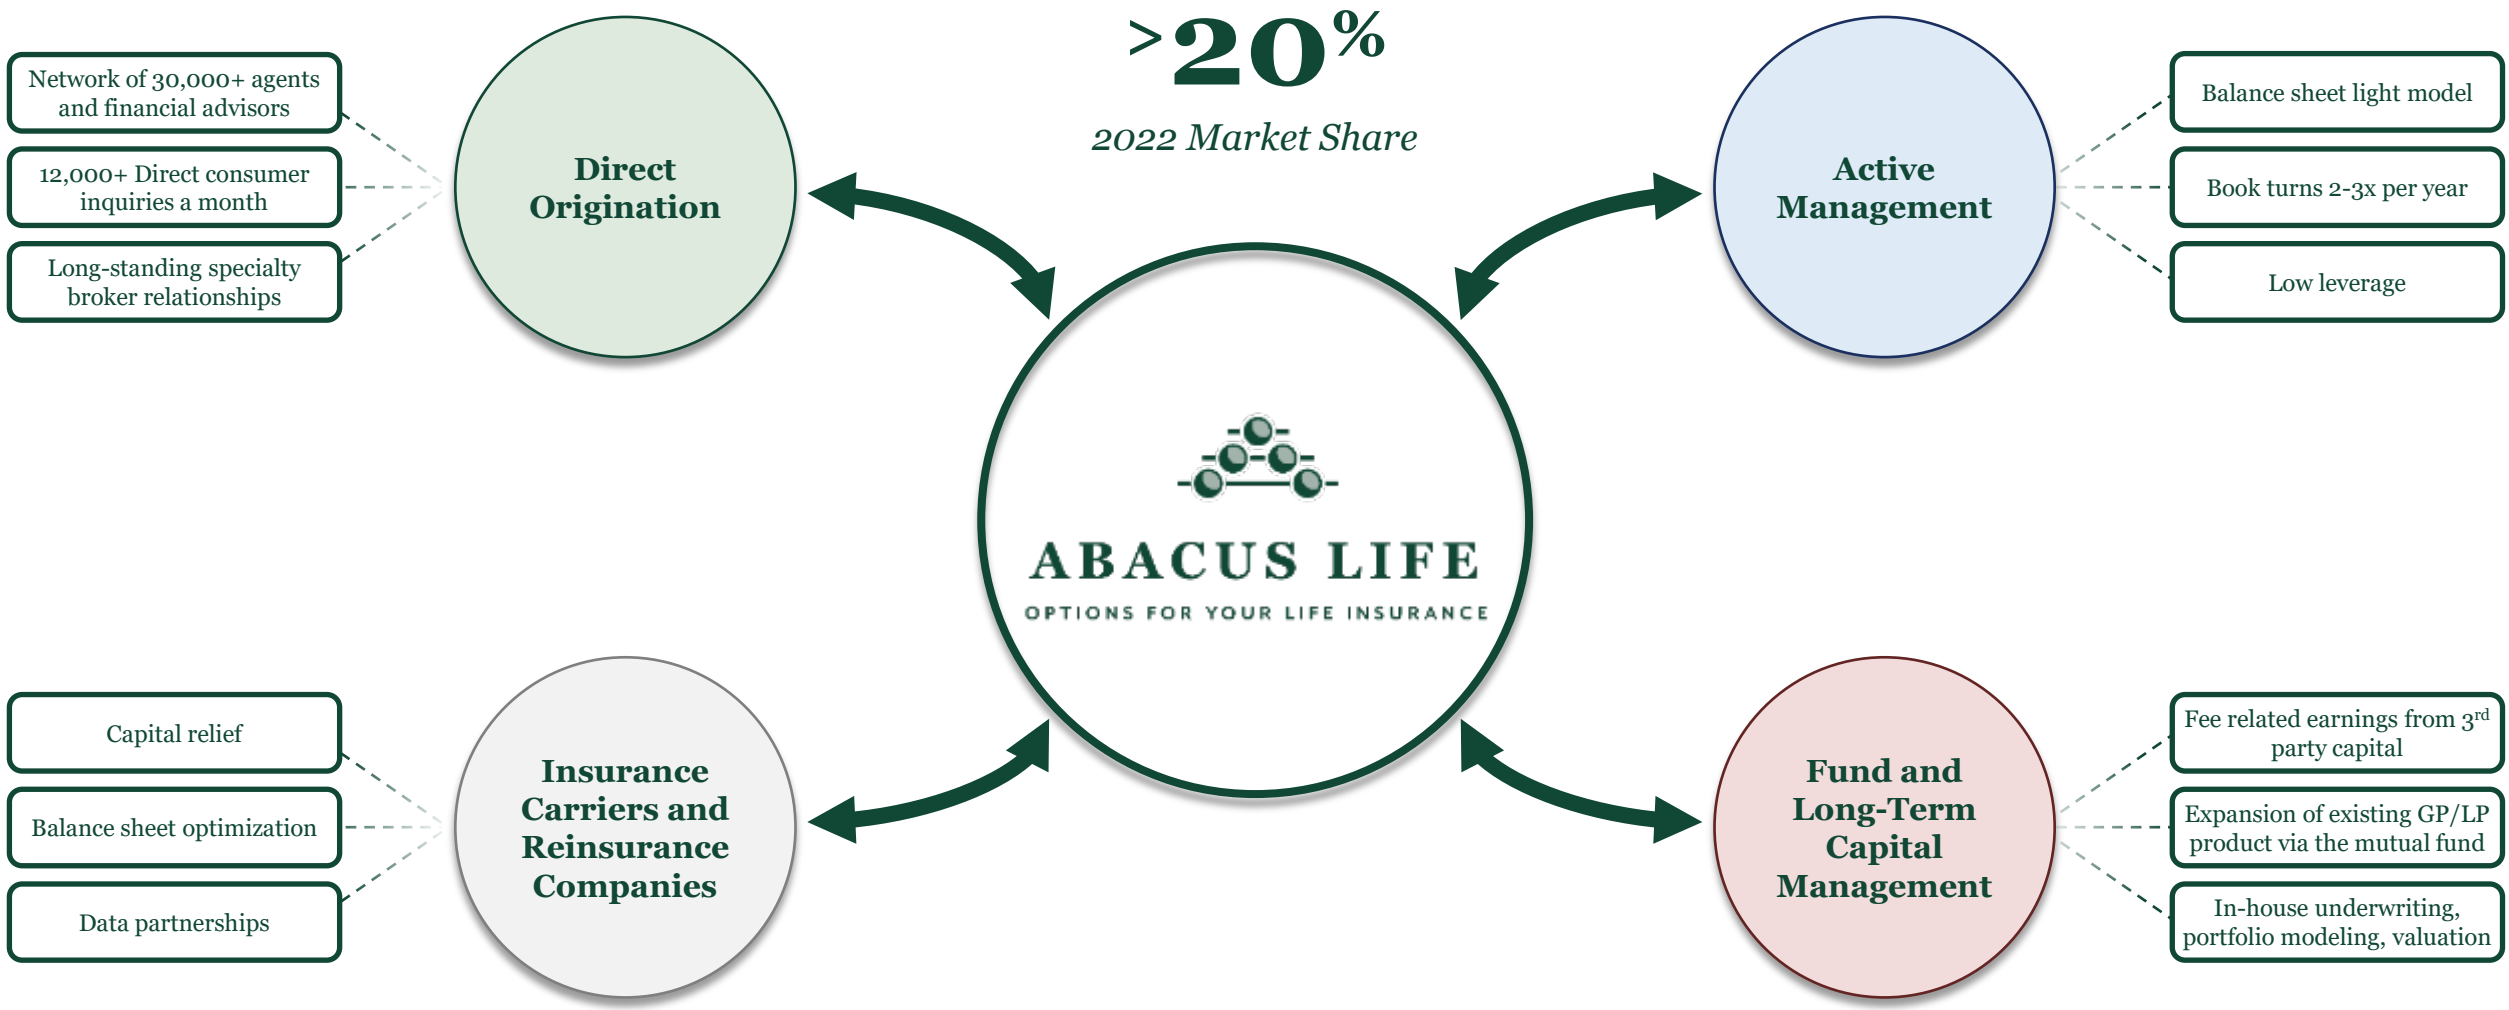 >20%
2022 Market Share
Network of 30,000+ agents
and financial advisors
12,000+ Direct consumer
inquiries a month
Long-standing specialty
broker relationships
Direct
Origination
Active
Management
Balance sheet light model
Book turns 2-3x per year
Low leverage
ABACUS LIFE
OPTIONS FOR YOUR LIFE INSURANCE
Capital relief
Balance sheet optimization
Data partnerships
Insurance
Carriers and
Reinsurance
Companies
Fund and
Long-Term
Capital
Management
Fee related earnings from 3rd
party capital
Expansion of existing GP/LP
product via the mutual fund
In-house underwriting,
portfolio modeling, valuation